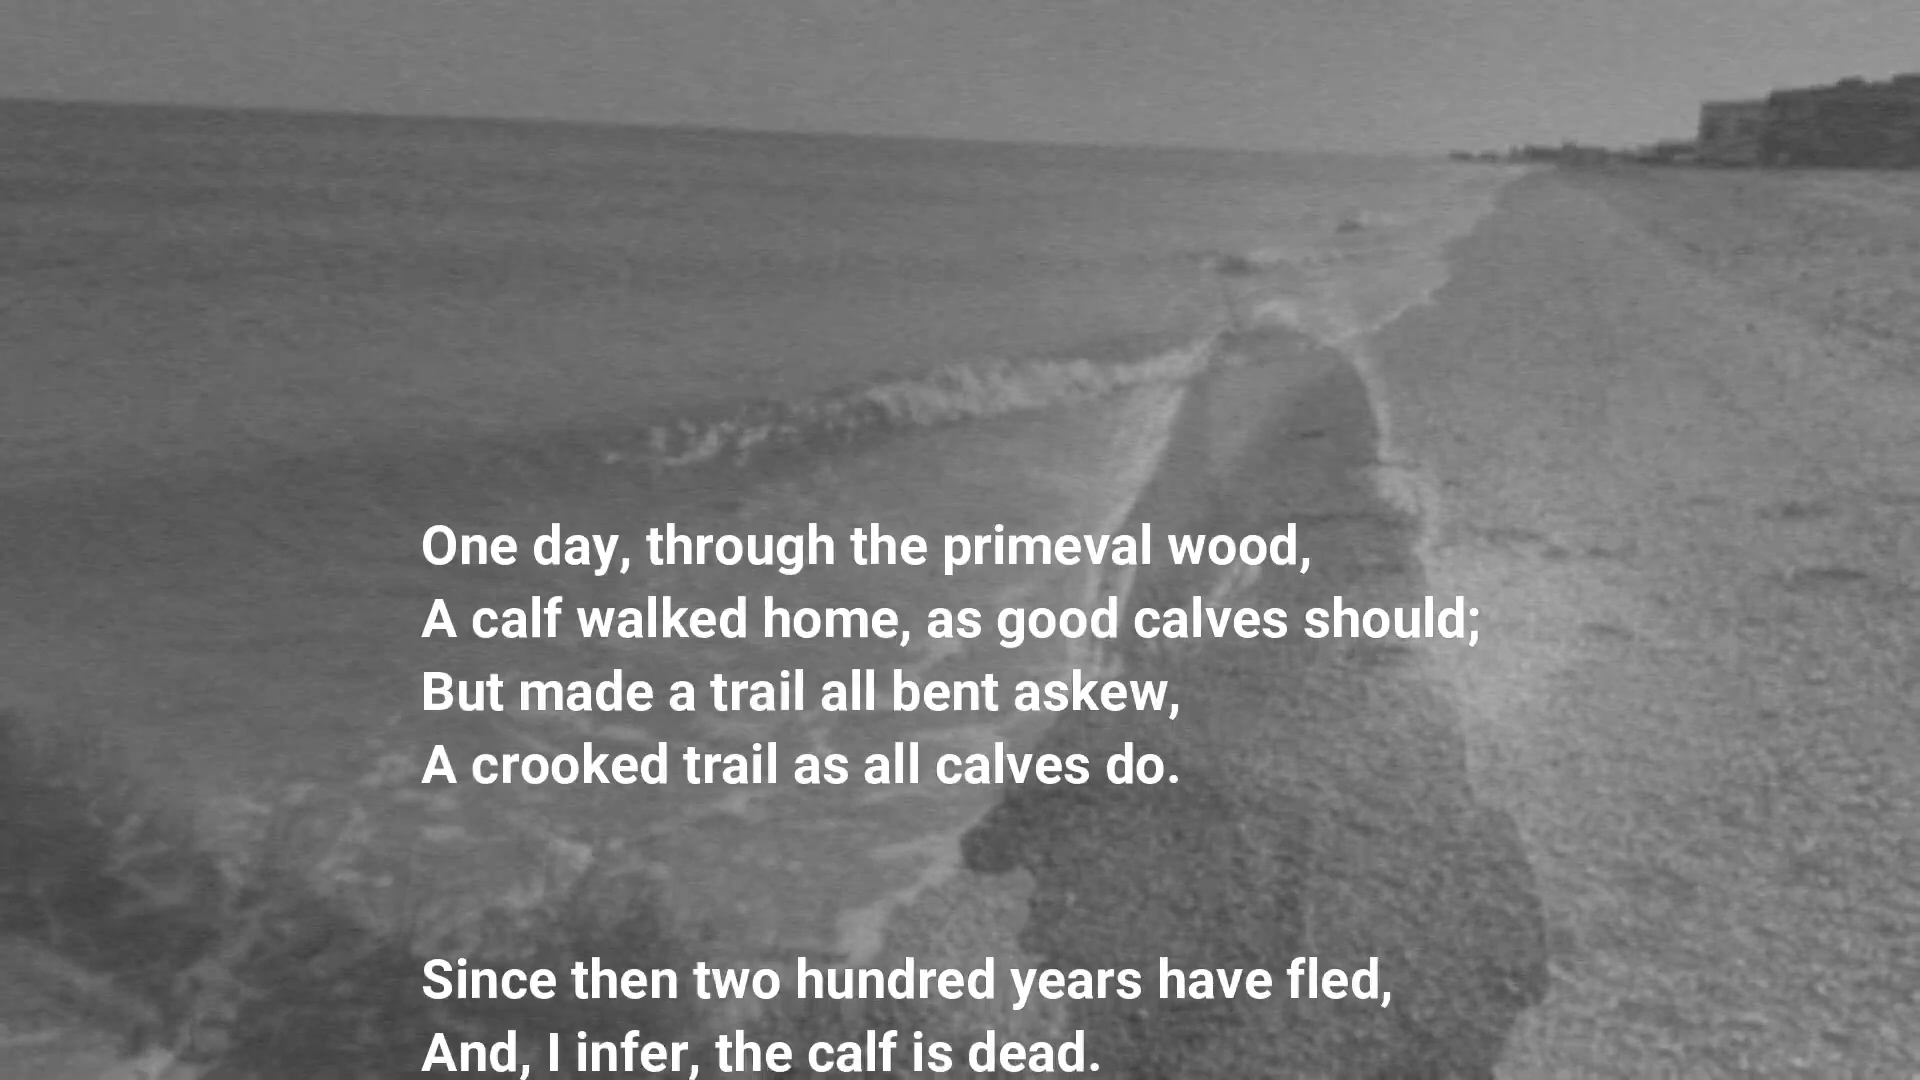 One day, through the primeval wood,
A calf walked home, as good calves should;
But made a trail all bent askew,
A crooked trail as all calves do.
Since then two hundred years have fled,
And, I infer, the calf is dead.